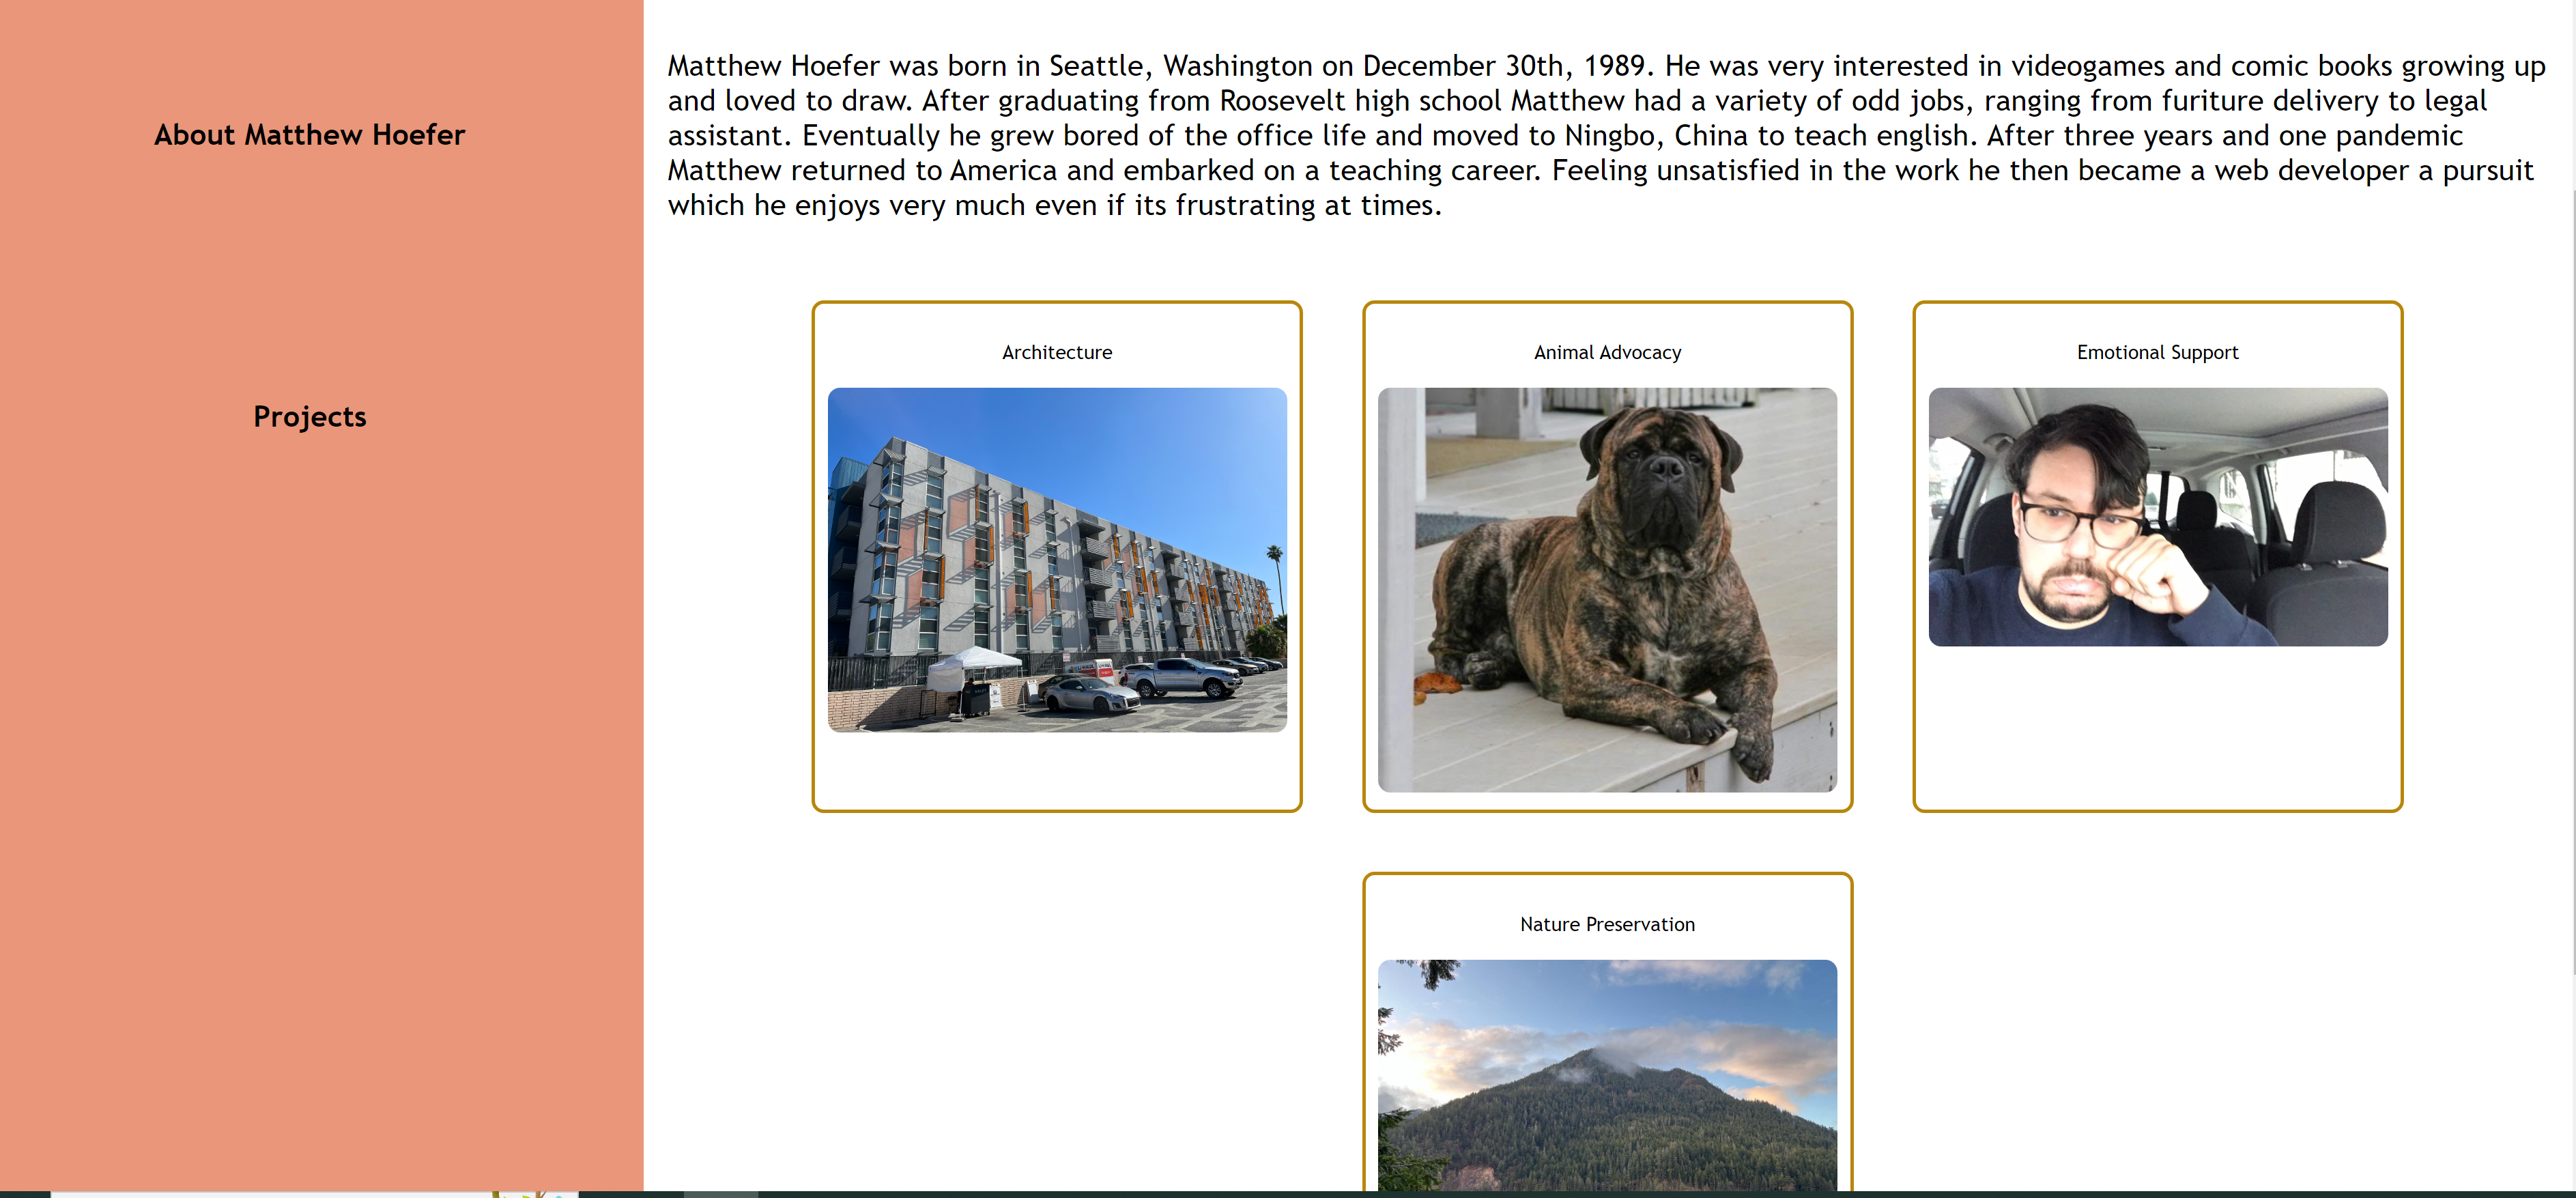 Matthew Hoefer was born in Seattle, Washington on December 30th, 1989. He was very interested in videogames and comic books growing up
and loved to draw. After graduating from Roosevelt high school Matthew had a variety of odd jobs, ranging from furiture delivery to legal
assistant. Eventually he grew bored of the office life and moved to Ningbo, China to teach english. After three years and one pandemic
Matthew returned to America and embarked on a teaching career. Feeling unsatisfied in the work he then became a web developer a pursuit
which he enjoys very much even if its frustrating at times.
About Matthew Hoefer
Projects
Architecture
Animal Advocacy
Emotional Support
Nature Preservation